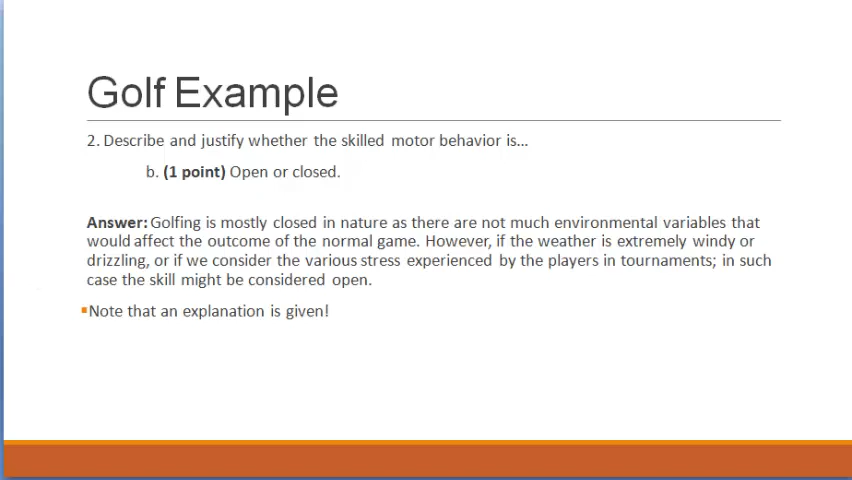 Golf Example
2. Describe and justify whether the skilled motor behavior is...
b. (1 point) Open or closed.
Answer: Golfing is mostly closed in nature as there are not much environmental variables that
would affect the outcome of the normal game. However, if the weather is extremely windy or
drizzling, or if we consider the various stress experienced by the players in tournaments; in such
case the skill might be considered open.
▪Note that an explanation is given!